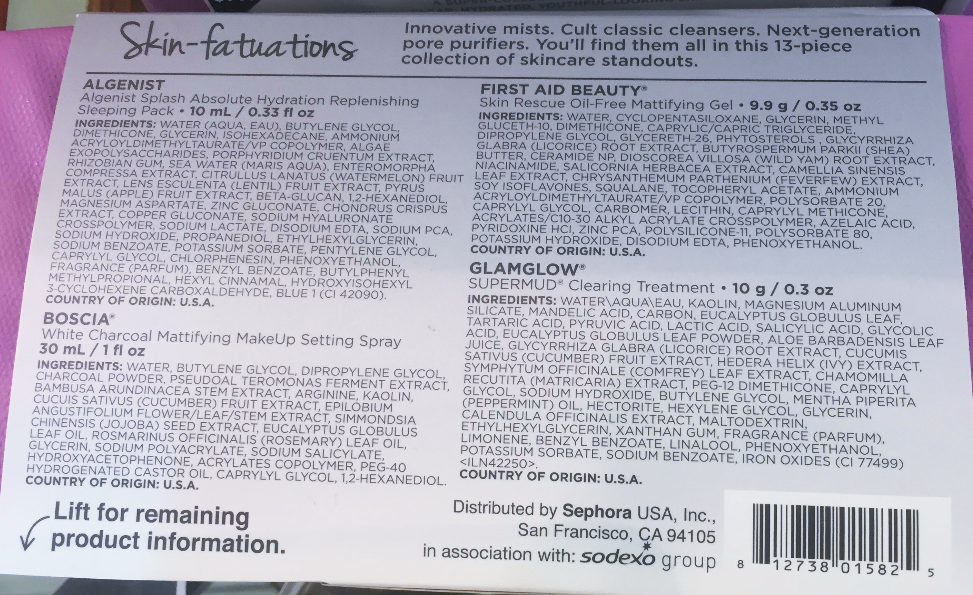 Skin-fatuations
Innovative mists. Cult classic cleansers. Next-generation
pore purifiers. You'll find them all in this 13-piece
collection of skincare standouts.
ALGENIST
Algenist Splash Absolute Hydration Replenishing
Sleeping Pack • 10 mL / 0.33 fl oz
INGREDIENTS: WATER (AQUA, EAU), BUTYLENE GLYCOL,
DIMETHICONE, GLYCERIN, ISOHEXADECANE, AMMONIUM
ACRYLOYLDIMETHYLTAURATE/VP COPOLYMER, ALGAE
EXOPOLYSACCHARIDES, PORPHYRIDIUM CRUENTUM EXTRACT,
RHIZOBIAN GUM, SEA WATER (MARIS AQUA), ENTEROMORPHA
COMPRESSA EXTRACT, CITRULLUS LANATUS (WATERMELON) FRUIT
EXTRACT, LENS ESCULENTA (LENTIL) FRUIT EXTRACT, PYRUS
MALUS (APPLE) FRUIT EXTRACT, BETA-GLUCAN, 1,2-HEXANEDIOL,
MAGNESIUM ASPARTATE, ZINC GLUCONATE, CHONDRUS CRISPUS
EXTRACT, COPPER GLUCONATE, SODIUM HYALURONATE
CROSSPOLYMER, SODIUM LACTATE, DISODIUM EDTA, SODIUM PCA,
SODIUM HYDROXIDE, PROPANEDIOL, ETHYLHEXYLGLYCERIN,
SODIUM BENZOATE, POTASSIUM SORBATE, PENTYLENE GLYCOL,
CAPRYLYL GLYCOL, CHLORPHENESIN, PHENOXYETHANOL,
FRAGRANCE (PARFUM), BENZYL BENZOATE, BUTYLPHENYL
METHYLPROPIONAL, HEXYL CINNAMAL, HYDROXYISOHEXYL
3-CYCLOHEXENE CARBOXALDEHYDE, BLUE 1 (CI 42090).
COUNTRY OF ORIGIN: U.S.A.
BOSCIA®
White Charcoal Mattifying MakeUp Setting Spray
30 mL / 1 fl oz
INGREDIENTS: WATER, BUTYLENE GLYCOL, DIPROPYLENE GLYCOL,
CHARCOAL POWDER, PSEUDOAL TEROMONAS FERMENT EXTRACT,
BAMBUSA ARUNDINACEA STEM EXTRACT, ARGININE, KAOLIN,
CUCUIS SATIVUS (CUCUMBER) FRUIT EXTRACT, EPILOBIUM
ANGUSTIFOLIUM FLOWER/LEAF/STEM EXTRACT, SIMMONDSIA
CHINENSIS (JOJOBA) SEED EXTRACT, EUCALYPTUS GLOBULUS
LEAF OIL, ROSMARINUS OFFICINALIS (ROSEMARY) LEAF OIL,
GLYCERIN, SODIUM POLYACRYLATE, SODIUM SALICYLATE,
HYDROXYACETOPHENONE, ACRYLATES COPOLYMER, PEG-40
HYDROGENATED CASTOR OIL, CAPRYLYL GLYCOL, 1,2-HEXANEDIOL.
COUNTRY OF ORIGIN: U.S.A.
FIRST AID BEAUTY®
Skin Rescue Oil-Free Mattifying Gel • 9.9 g / 0.35 oz
INGREDIENTS: WATER, CYCLOPENTASILOXANE, GLYCERIN, METHYL
GLUCETH-10, DIMETHICONE, CAPRYLIC/CAPRIC TRIGLYCERIDE,
DIPROPYLENE GLYCOL, GLYCERETH-26, PHYTOSTEROLS , GLYCYRRHIZA
GLABRA (LICORICE) ROOT EXTRACT, BUTYROSPERMUM PARKII (SHEA)
BUTTER, CERAMIDE NP, DIOSCOREA VILLOSA (WILD YAM) ROOT EXTRACT,
NIACINAMIDE, SALICORNIA HERBACEA EXTRACT, CAMELLIA SINENSIS
LEAF EXTRACT, CHRYSANTHEMUM PARTHENIUM (FEVERFEW) EXTRACT,
SOY ISOFLAVONES, SQUALANE, TOCOPHERYL ACETATE, AMMONIUM
ACRYLOYLDIMETHYLTAURATE/VP COPOLYMER, POLYSORBATE 20,
CAPRYLYL GLYCOL, CARBOMER, LECITHIN, CAPRYLYL METHICONE,
ACRYLATES/C10-30 ALKYL ACRYLATE CROSSPOLYMER, AZELAIC ACID,
PYRIDOXINE HCl, ZINC PCA, POLYSILICONE-11, POLYSORBATE 80,
POTASSIUM HYDROXIDE, DISODIUM EDTA, PHENOXYETHANOL.
COUNTRY OF ORIGIN: U.S.A.
GLAMGLOW®
SUPERMUD® Clearing Treatment • 10 g / 0.3 oz
INGREDIENTS: WATER\AQUA\EAU, KAOLIN, MAGNESIUM ALUMINUM
SILICATE, MANDELIC ACID, CARBON, EUCALYPTUS GLOBULUS LEAF,
TARTARIC ACID, PYRUVIC ACID, LACTIC ACID, SALICYLIC ACID, GLYCOLIC
ACID, EUCALYPTUS GLOBULUS LEAF POWDER, ALOE BARBADENSIS LEAF
JUICE, GLYCYRRHIZA GLABRA (LICORICE) ROOT EXTRACT, CUCUMIS
SATIVUS (CUCUMBER) FRUIT EXTRACT, HEDERA HELIX (IVY) EXTRACT,
SYMPHYTUM OFFICINALE (COMFREY) LEAF EXTRACT, CHAMOMILLA
RECUTITA (MATRICARIA) EXTRACT, PEG-12 DIMETHICONE, CAPRYLYL
GLYCOL, SODIUM HYDROXIDE, BUTYLENE GLYCOL, MENTHA PIPERITA
(PEPPERMINT) OIL, HECTORITE, HEXYLENE GLYCOL, GLYCERIN,
CALENDULA OFFICINALIS EXTRACT, MALTODEXTRIN,
ETHYLHEXYLGLYCERIN, XANTHAN GUM, FRAGRANCE (PARFUM),
LIMONENE, BENZYL BENZOATE, LINALOOL, PHENOXYETHANOL,
POTASSIUM SORBATE, SODIUM BENZOATE, IRON OXIDES (CI 77499)
<ILN42250>.
COUNTRY OF ORIGIN: U.S.A.
Lift for remaining
product information.
Distributed by Sephora USA, Inc.,
San Francisco, CA 94105
in association with: sodexo group
8 12738 01582 5